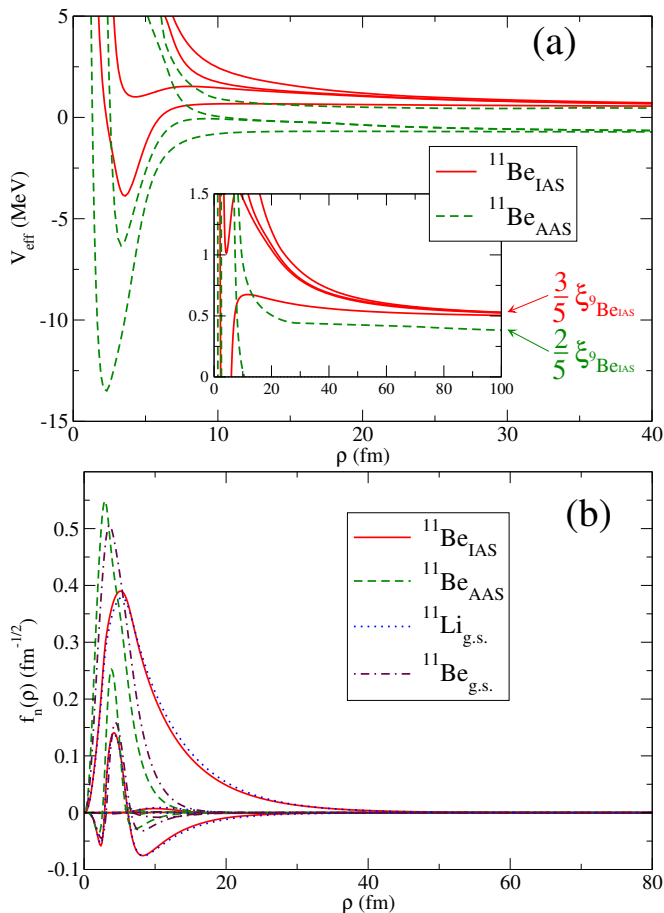 (a)
5
0
-5
-10
-15
V_eff (MeV)
0
10
20
30
40
ρ (fm)
¹¹Be_IAS
¹¹Be_AAS
1.5
1
0.5
0
0
20
40
60
80
100
3/5 ξ_⁹Be_IAS
2/5 ξ_⁹Be_IAS
(b)
0.5
0.4
0.3
0.2
0.1
0
-0.1
f_n(ρ) (fm^-1/2)
¹¹Be_IAS
¹¹Be_AAS
¹¹Li_g.s.
¹¹Be_g.s.
0
20
40
60
80
ρ (fm)